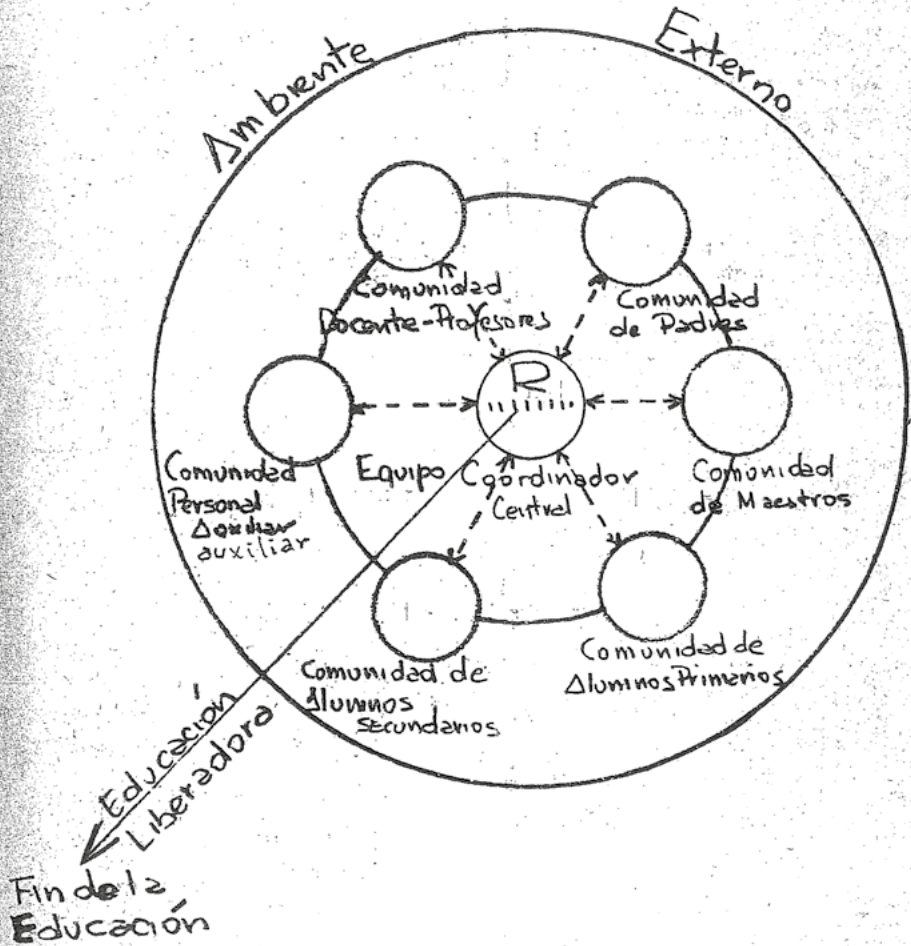 Ambiente Externo
Comunidad
Docente-Profesores
Comunidad
de Padres
R
Comunidad
Personal
Auxiliar
auxiliar
Equipo Coordinador
Central
Comunidad
de Maestros
Comunidad de
Alumnos
Secundarios
Comunidad de
Alumnos Primarios
Educación
Liberadora
Fin de la
Educación